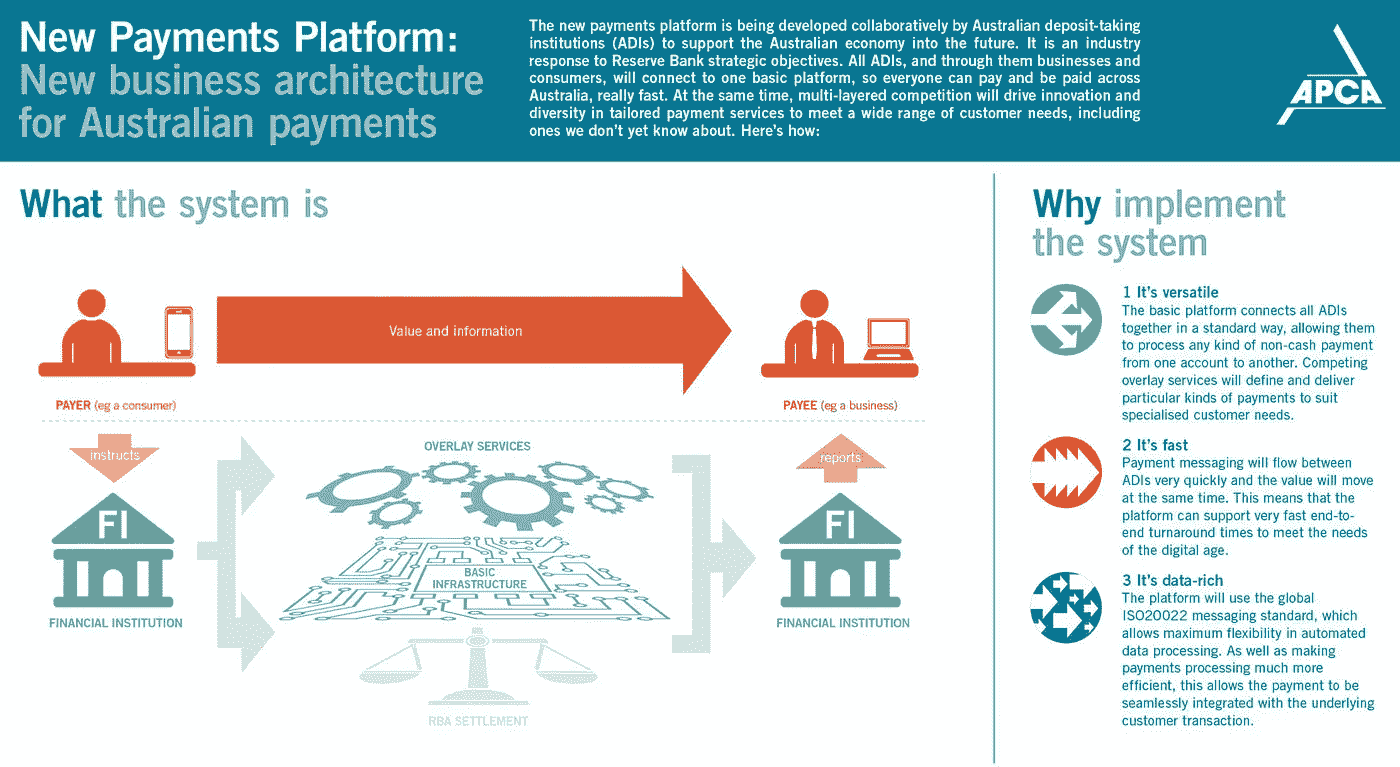 New Payments Platform:
New business architecture
for Australian payments
The new payments platform is being developed collaboratively by Australian deposit-taking
institutions (ADIs) to support the Australian economy into the future. It is an industry
response to Reserve Bank strategic objectives. All ADIs, and through them businesses and
consumers, will connect to one basic platform, so everyone can pay and be paid across
Australia, really fast. At the same time, multi-layered competition will drive innovation and
diversity in tailored payment services to meet a wide range of customer needs, including
ones we don't yet know about. Here's how:
APCA
What the system is
Value and information
PAYER (eg a consumer)
PAYEE (eg a business)
instructs
OVERLAY SERVICES
reports
FI
FI
BASIC
INFRASTRUCTURE
FINANCIAL INSTITUTION
FINANCIAL INSTITUTION
RBA SETTLEMENT
Why implement
the system
1 It's versatile
The basic platform connects all ADIs
together in a standard way, allowing them
to process any kind of non-cash payment
from one account to another. Competing
overlay services will define and deliver
particular kinds of payments to suit
specialised customer needs.
2 It's fast
Payment messaging will flow between
ADIs very quickly and the value will move
at the same time. This means that the
platform can support very fast end-to-
end turnaround times to meet the needs
of the digital age.
3 It's data-rich
The platform will use the global
ISO20022 messaging standard, which
allows maximum flexibility in automated
data processing. As well as making
payments processing much more
efficient, this allows the payment to be
seamlessly integrated with the underlying
customer transaction.